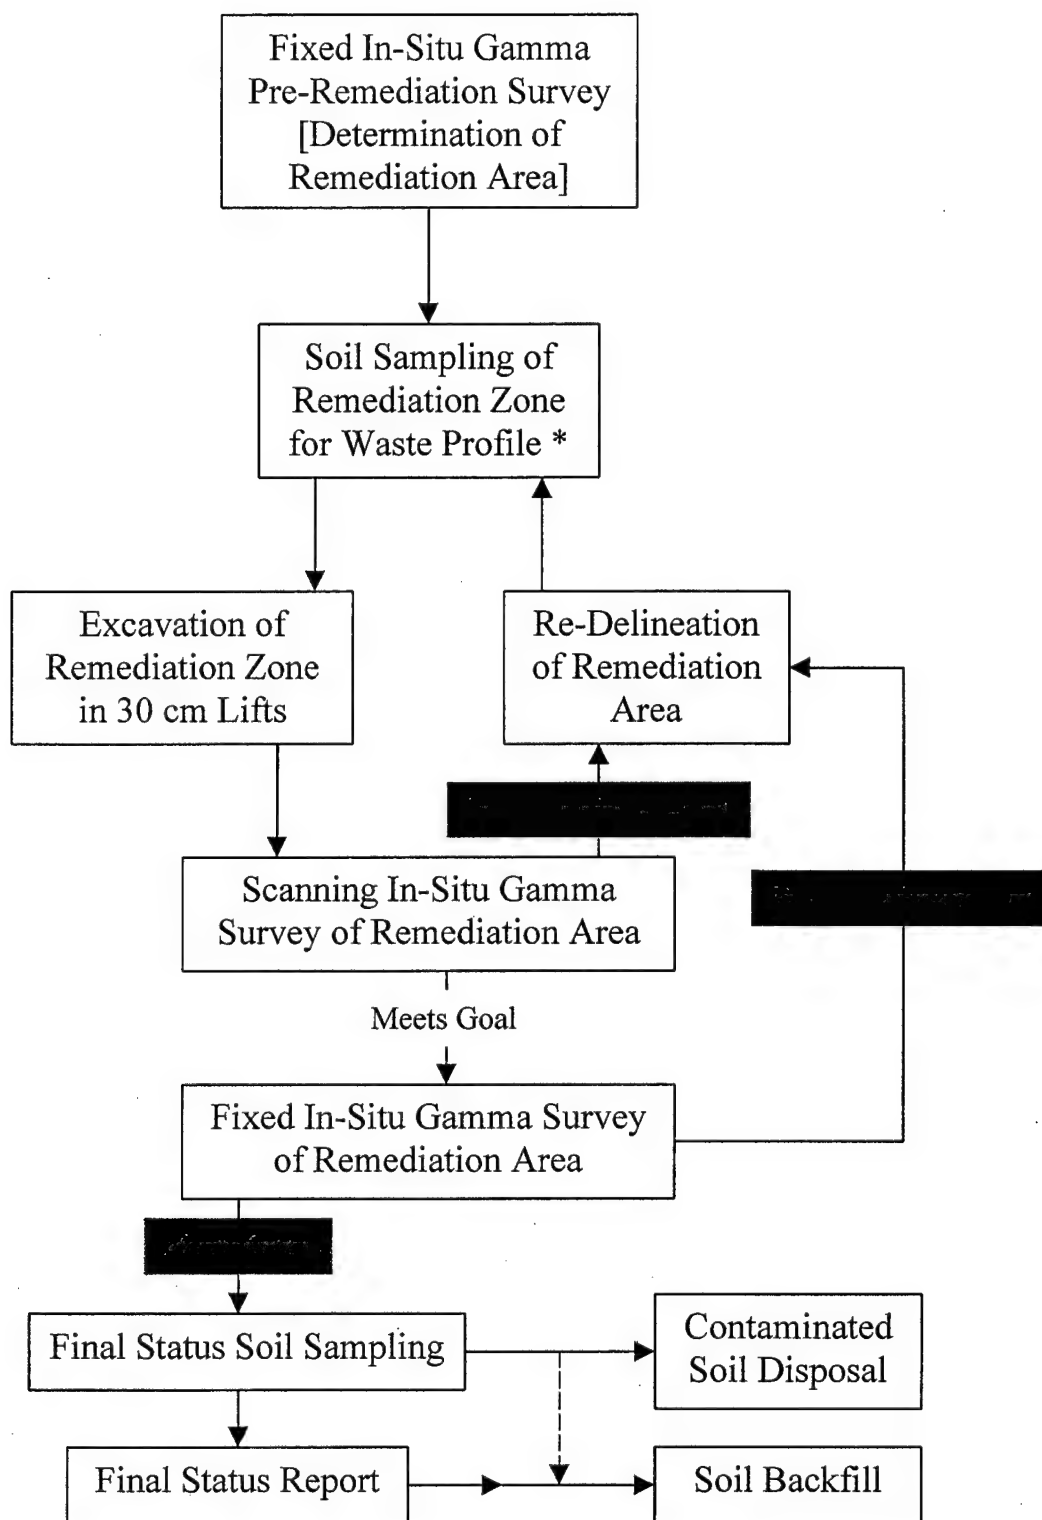 Fixed In-Situ Gamma
Pre-Remediation Survey
[Determination of
Remediation Area]
Soil Sampling of
Remediation Zone
for Waste Profile *
Excavation of
Remediation Zone
in 30 cm Lifts
Re-Delineation
of Remediation
Area
Scanning In-Situ Gamma
Survey of Remediation Area
Meets Goal
Fixed In-Situ Gamma Survey
of Remediation Area
Final Status Soil Sampling
Contaminated
Soil Disposal
Final Status Report
Soil Backfill